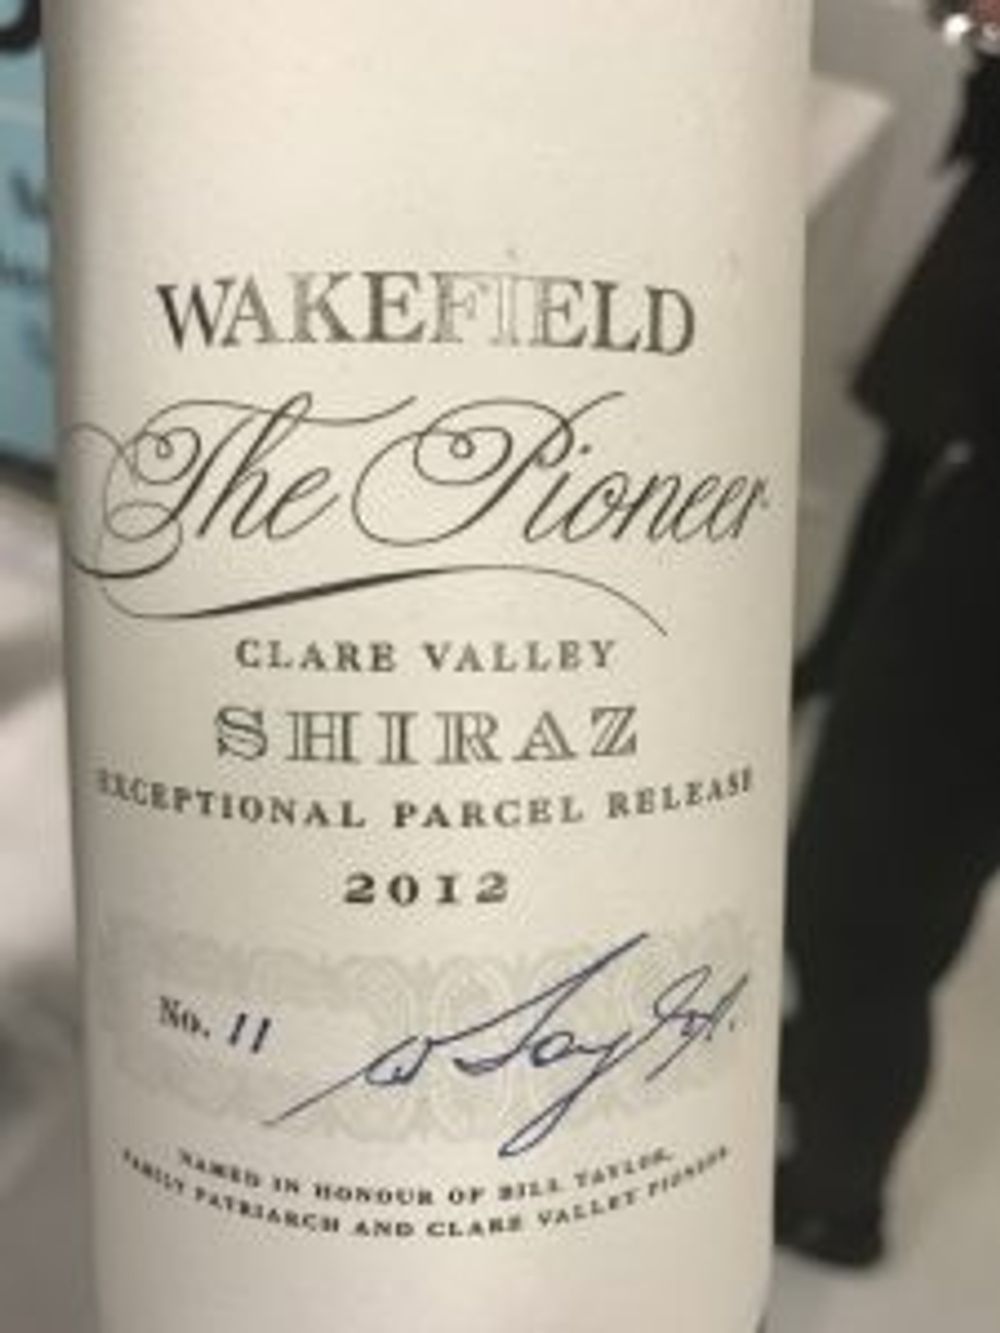 WAKEFIELD
The Pioneer
CLARE VALLEY
SHIRAZ
EXCEPTIONAL PARCEL RELEASE
2012
No. 11 W Taylor.
NAMED IN HONOUR OF BILL TAYLOR,
FAMILY PATRIARCH AND CLARE VALLEY PIONEER